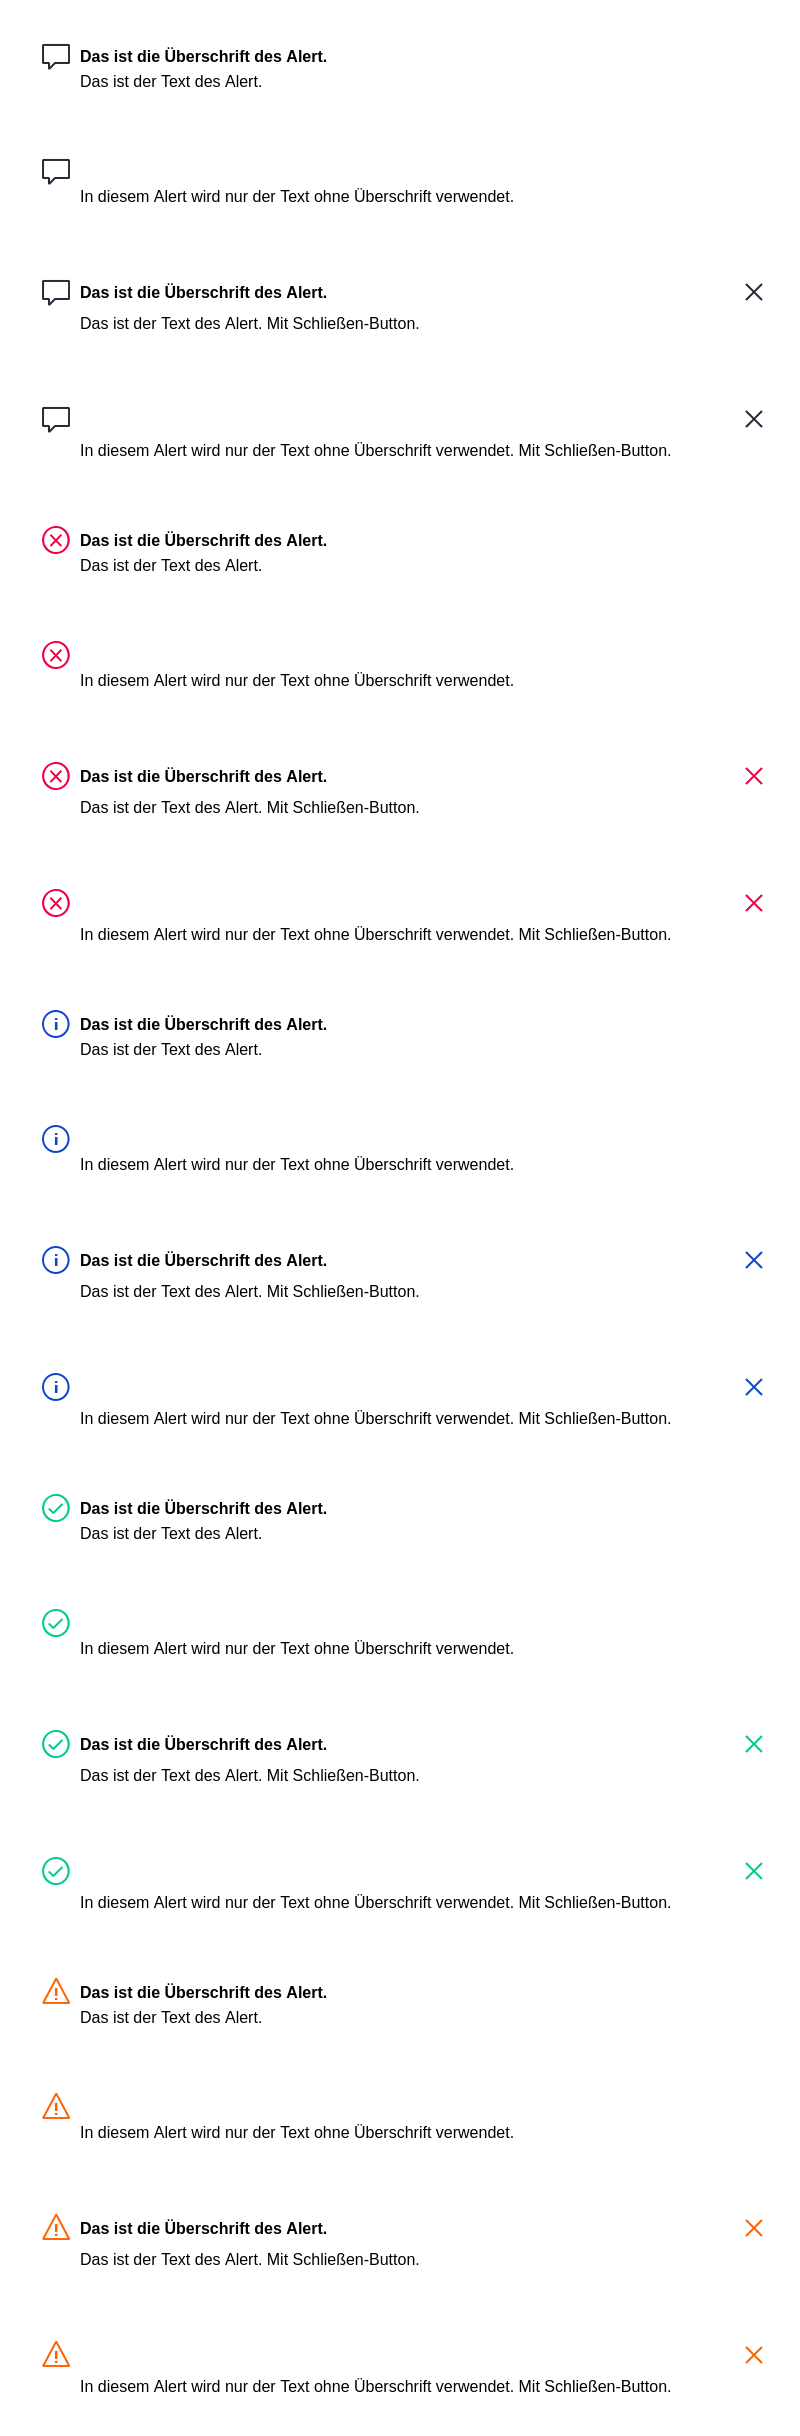 Das ist die Überschrift des Alert.
Das ist der Text des Alert.
In diesem Alert wird nur der Text ohne Überschrift verwendet.
Das ist die Überschrift des Alert.
Das ist der Text des Alert. Mit Schließen-Button.
In diesem Alert wird nur der Text ohne Überschrift verwendet. Mit Schließen-Button.
Das ist die Überschrift des Alert.
Das ist der Text des Alert.
In diesem Alert wird nur der Text ohne Überschrift verwendet.
Das ist die Überschrift des Alert.
Das ist der Text des Alert. Mit Schließen-Button.
In diesem Alert wird nur der Text ohne Überschrift verwendet. Mit Schließen-Button.
Das ist die Überschrift des Alert.
Das ist der Text des Alert.
In diesem Alert wird nur der Text ohne Überschrift verwendet.
Das ist die Überschrift des Alert.
Das ist der Text des Alert. Mit Schließen-Button.
In diesem Alert wird nur der Text ohne Überschrift verwendet. Mit Schließen-Button.
Das ist die Überschrift des Alert.
Das ist der Text des Alert.
In diesem Alert wird nur der Text ohne Überschrift verwendet.
Das ist die Überschrift des Alert.
Das ist der Text des Alert. Mit Schließen-Button.
In diesem Alert wird nur der Text ohne Überschrift verwendet. Mit Schließen-Button.
Das ist die Überschrift des Alert.
Das ist der Text des Alert.
In diesem Alert wird nur der Text ohne Überschrift verwendet.
Das ist die Überschrift des Alert.
Das ist der Text des Alert. Mit Schließen-Button.
In diesem Alert wird nur der Text ohne Überschrift verwendet. Mit Schließen-Button.